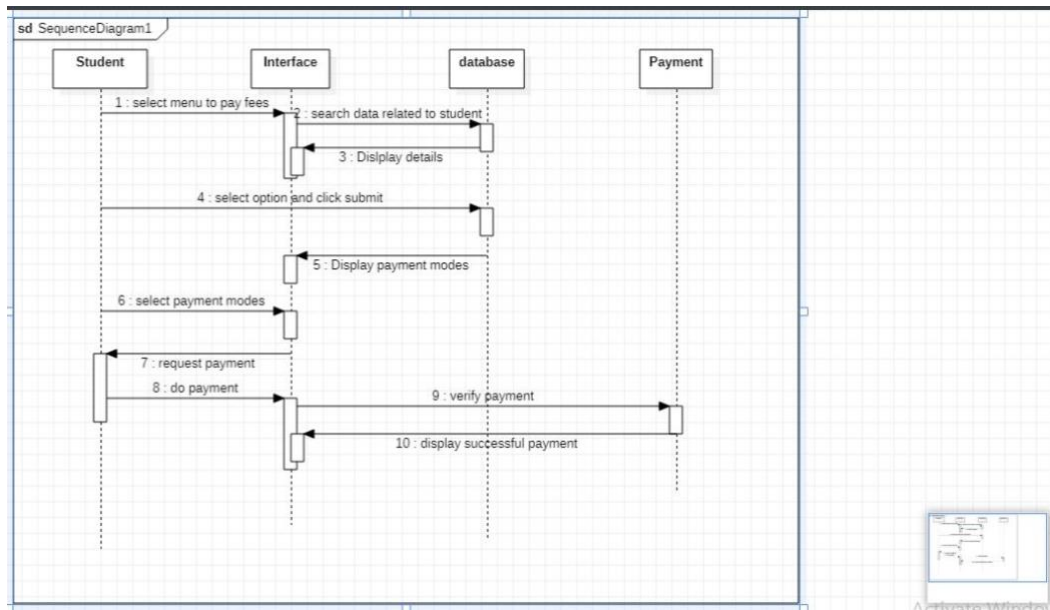 sd SequenceDiagram1
Student
Interface
database
Payment
1 : select menu to pay fees
2 : search data related to student
3 : Dislplay details
4 : select option and click submit
5 : Display payment modes
6 : select payment modes
7 : request payment
8 : do payment
9 : verify payment
10 : display successful payment